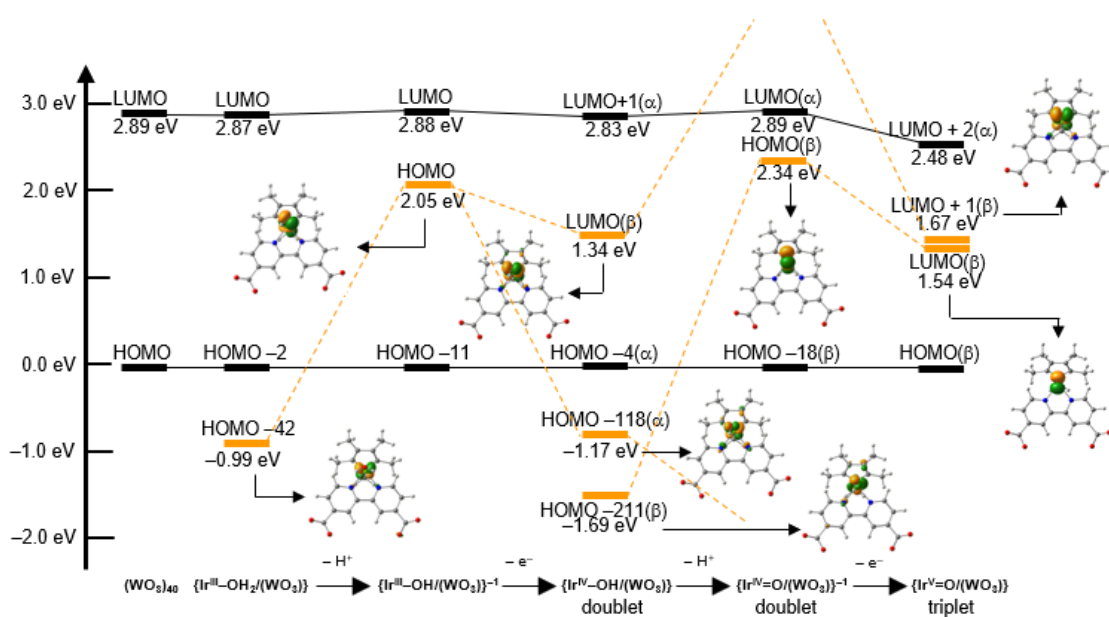 3.0 eV
2.0 eV
1.0 eV
0.0 eV
–1.0 eV
–2.0 eV
LUMO
2.89 eV
LUMO
2.87 eV
LUMO
2.88 eV
LUMO+1(α)
2.83 eV
LUMO(α)
2.89 eV
LUMO + 2(α)
2.48 eV
HOMO
2.05 eV
LUMO(β)
1.34 eV
HOMO(β)
2.34 eV
LUMO + 1(β)
1.67 eV
LUMO(β)
1.54 eV
HOMO
HOMO –2
HOMO –11
HOMO –4(α)
HOMO –18(β)
HOMO(β)
HOMO –42
–0.99 eV
HOMO –118(α)
–1.17 eV
HOMO –211(β)
–1.69 eV
– H⁺
– e⁻
– H⁺
– e⁻
(WO₃)₄₀
{Irᴵᴵᴵ–OH₂/(WO₃)}
{Irᴵᴵᴵ–OH/(WO₃)}⁻¹
{Irᴵⱽ–OH/(WO₃)}
{Irᴵⱽ=O/(WO₃)}⁻¹
{Irⱽ=O/(WO₃)}
doublet
doublet
triplet